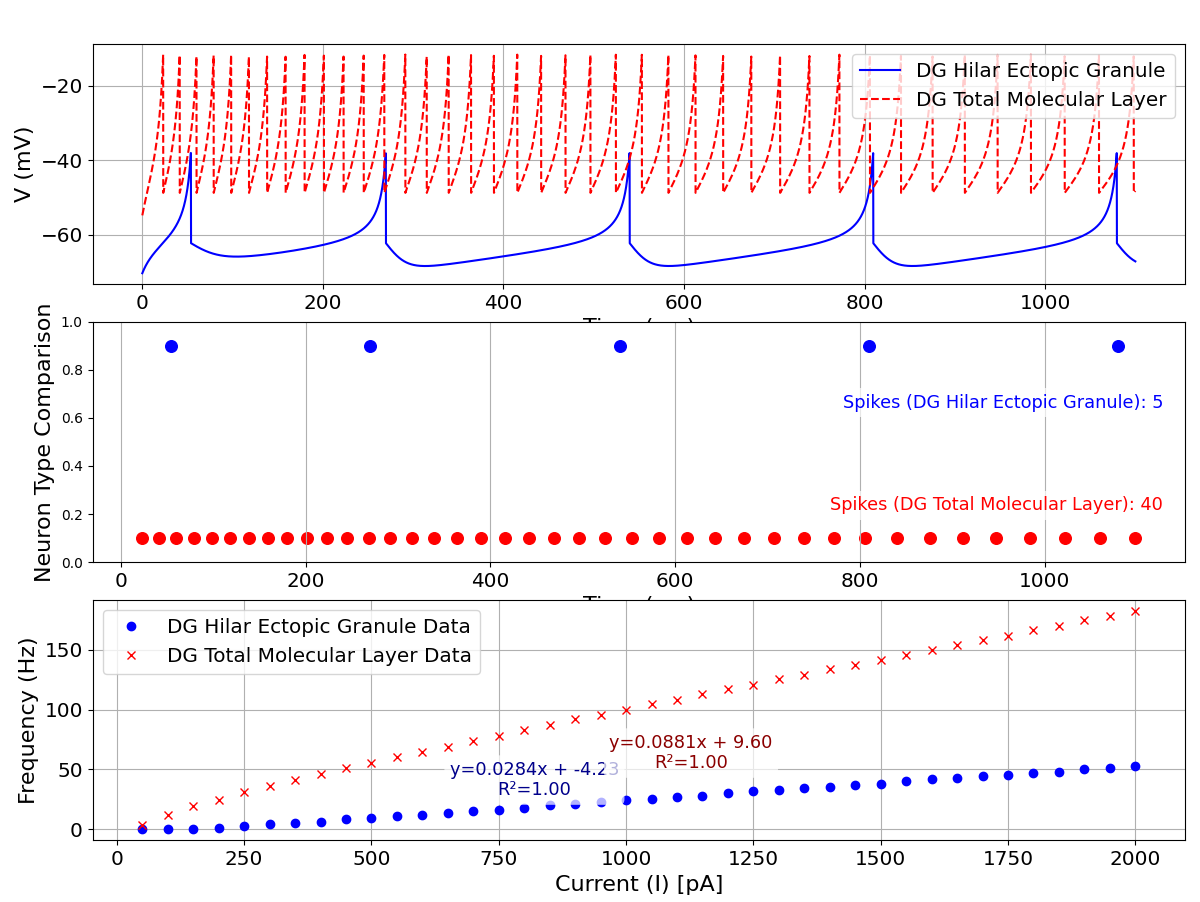 DG Hilar Ectopic Granule
DG Total Molecular Layer
V (mV)
−20
−40
−60
0 200 400 600 800 1000
Neuron Type Comparison
1.0
0.8
0.6
0.4
0.2
0.0
Spikes (DG Hilar Ectopic Granule): 5
Spikes (DG Total Molecular Layer): 40
0 200 400 600 800 1000
DG Hilar Ectopic Granule Data
DG Total Molecular Layer Data
Frequency (Hz)
150
100
50
0
y=0.0881x + 9.60
R²=1.00
y=0.0284x + -4.23
R²=1.00
0 250 500 750 1000 1250 1500 1750 2000
Current (I) [pA]